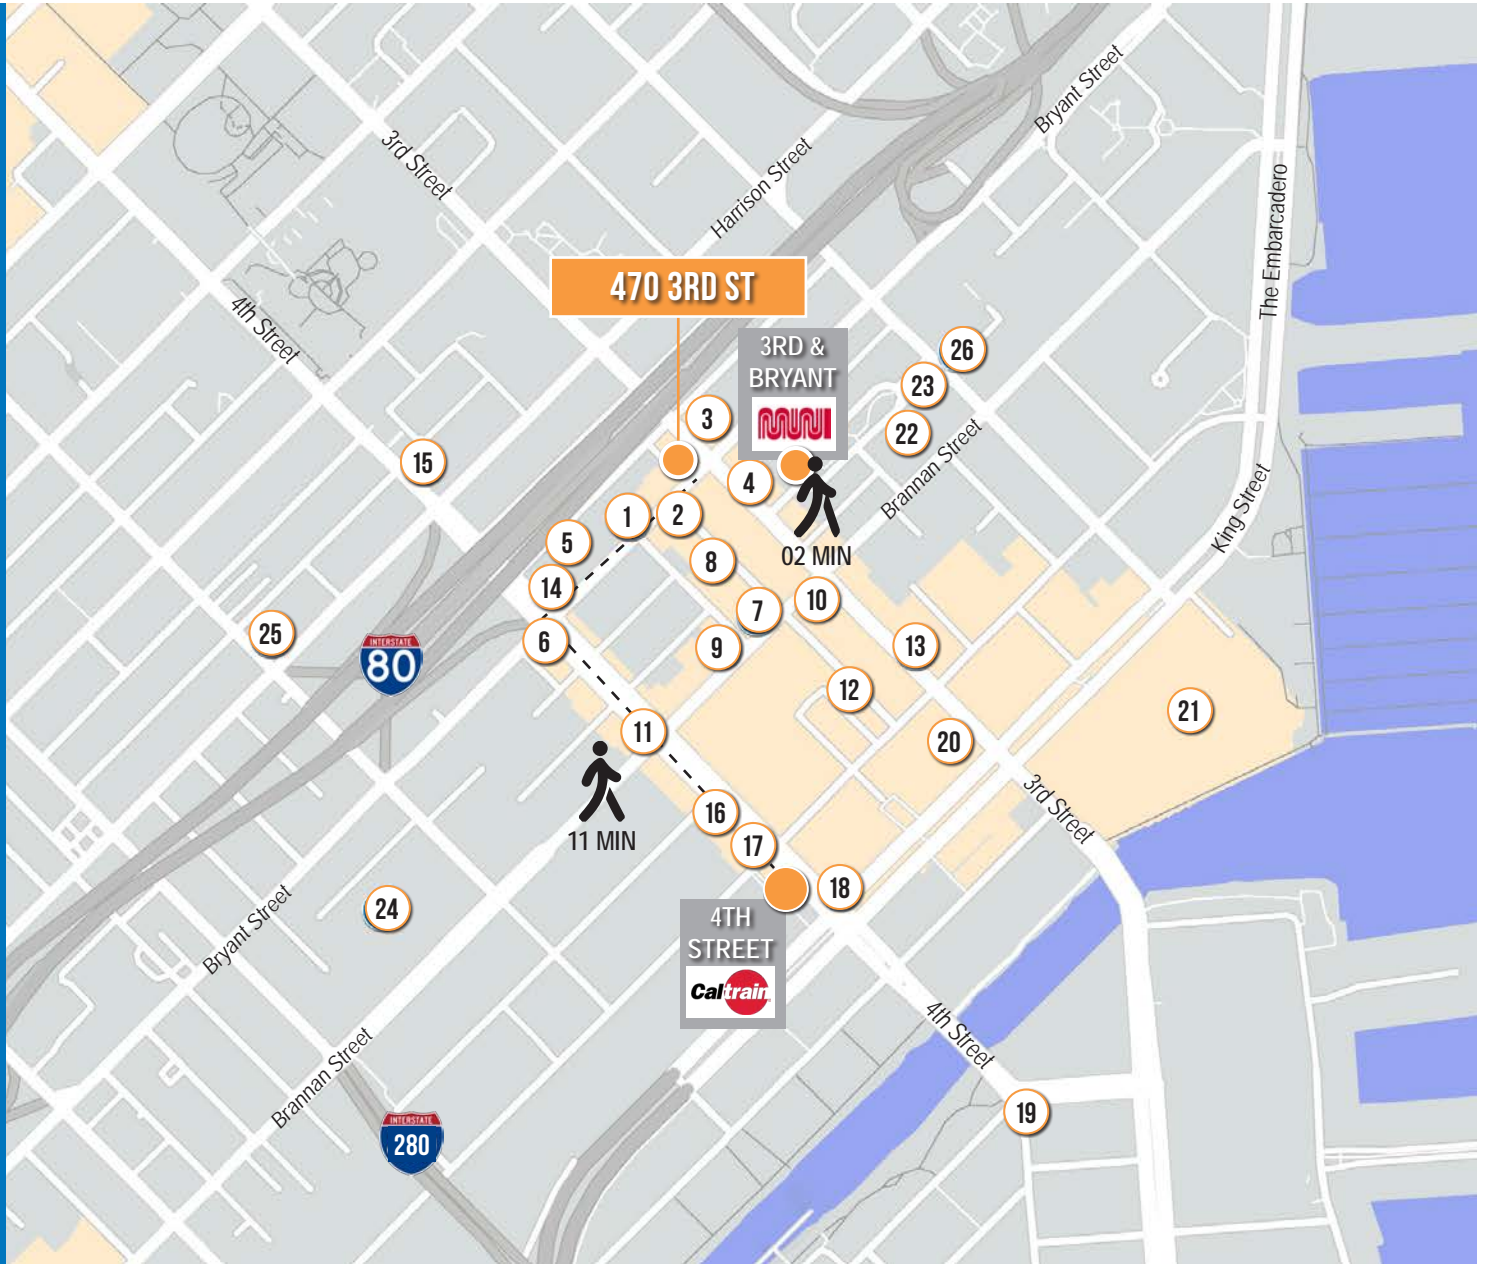 Bryant Street
3rd Street
Harrison Street
The Embarcadero
470 3RD ST
4th Street
3RD &
BRYANT
MUNI
26
23
3
22
15
4
Brannan Street
King Street
1
2
5
02 MIN
8
14
10
7
25
6
9
13
INTERSTATE
80
12
21
11
20
3rd Street
16
11 MIN
17
18
24
Bryant Street
4TH
STREET
Caltrain
4th Street
Brannan Street
19
INTERSTATE
280